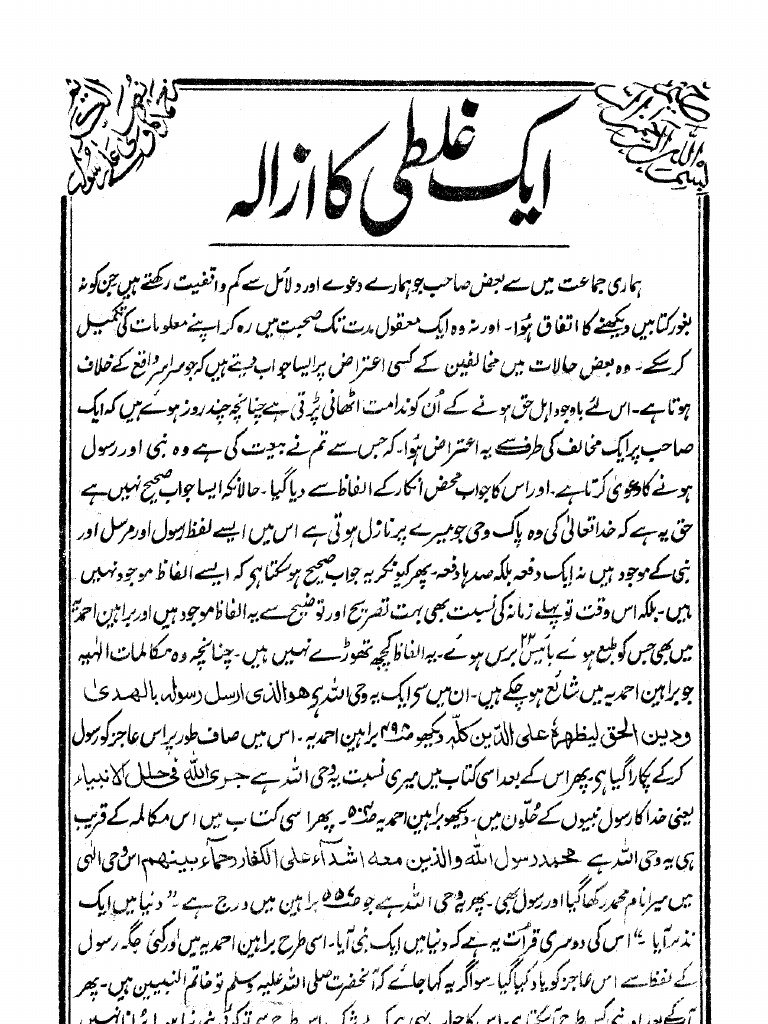 بسم اللہ الرحمن الرحیم
نحمدہ و نصلی علی رسولہ الکریم
ایک غلطی کا ازالہ
ہماری جماعت میں سے بعض صاحب جو ہمارے دعوے اور دلائل سے کم واقفیت رکھتے ہیں جن کو نہ
بغور کتابیں دیکھنے کا اتفاق ہُوا۔ اور نہ وہ ایک معقول مدت تک صحبت میں رہ کر اپنے معلومات کی تکمیل
کر سکے۔ وہ بعض حالات میں مخالفین کے کسی اعتراض پر ایسا جواب دیتے ہیں کہ جو سراسر واقع کے خلاف
ہوتا ہے۔ اس لئے باوجود اہل حق ہونے کے اُن کو ندامت اٹھانی پڑتی ہے چنانچہ چند روز ہوئے ہیں کہ ایک
صاحب پر ایک مخالف کی طرف سے یہ اعتراض ہُوا۔ کہ جس سے تم نے بیعت کی ہے وہ نبی اور رسول
ہونے کا دعویٰ کرتا ہے۔ اور اس کا جواب محض انکار کے الفاظ سے دیا گیا۔ حالانکہ ایسا جواب صحیح نہیں ہے
حق یہ ہے کہ خدا تعالیٰ کی وہ پاک وحی جو میرے پر نازل ہوتی ہے اس میں ایسے لفظ رسول اور مرسل اور
نبی کے موجود ہیں نہ ایک دفعہ بلکہ صدہا دفعہ۔ پھر کیونکر یہ جواب صحیح ہو سکتا ہی کہ ایسے الفاظ موجود نہیں
ہیں۔ بلکہ اس وقت تو پہلے زمانہ کی نسبت بھی بہت تصریح اور توضیح سے یہ الفاظ موجود ہیں اور براہین احمدیہ
میں بھی جس کو طبع ہوئے بائیس۲۲ برس ہوئے۔ یہ الفاظ کچھ تھوڑے نہیں ہیں۔ چنانچہ وہ مکالمات الٰہیہ
جو براہین احمدیہ میں شائع ہو چکے ہیں۔ ان میں سی ایک یہ وحی اللہ ہی ھو الذی ارسل رسولہ بالھدیٰ
ودین الحق لیظھرہٗ علی الدین کلہ دیکھو ص۴۹۸ براہین احمدیہ۔ اس میں صاف طور پر اس عاجز کو رسول
کر کے پکارا گیا ہی پھر اس کے بعد اسی کتاب میں میری نسبت یہ وحی اللہ ہے جری اللہ فی حلل الانبیاء
یعنی خدا کا رسول نبیوں کے حُلّوں میں۔ دیکھو براہین احمدیہ ص۵۰۴۔ پھر اسی کتاب میں اس مکالمہ کے قریب
ہی یہ وحی اللہ ہے محمد رسول اللہ والذین معہ اشداء علی الکفار رحماء بینھم اس وحی الٰہی
میں میرا نام محمد رکھا گیا اور رسول بھی۔ پھر یہ وحی اللہ ہے جو ص۵۵۷ براہین میں درج ہے ”دنیا میں ایک
نذیر آیا۔“ اس کی دوسری قرأت یہ ہے کہ دنیا میں ایک نبی آیا۔ اسی طرح براہین احمدیہ میں اور کئی جگہ رسول
کے لفظ سے اس عاجز کو یاد کیا گیا۔ سو اگر یہ کہا جائے کہ آنحضرت صلی اللہ علیہ وسلم تو خاتم النبیین ہیں۔ پھر